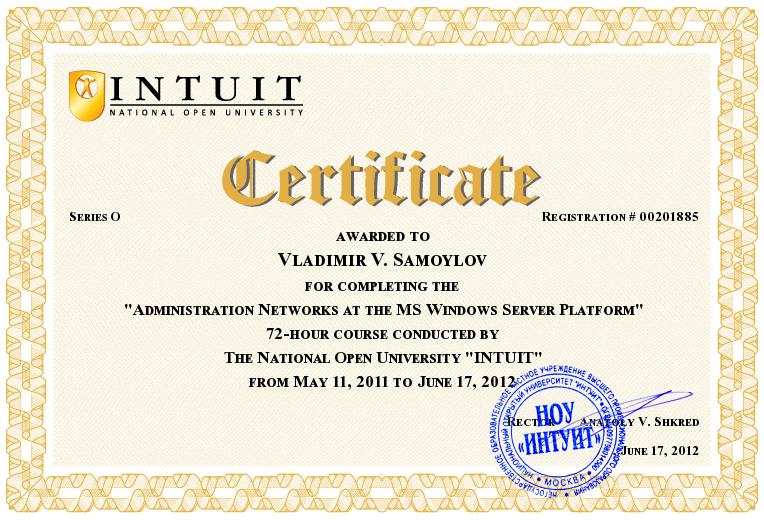 INTUIT
NATIONAL OPEN UNIVERSITY
Certificate
SERIES O
REGISTRATION # 00201885
AWARDED TO
VLADIMIR V. SAMOYLOV
FOR COMPLETING THE
"ADMINISTRATION NETWORKS AT THE MS WINDOWS SERVER PLATFORM"
72-HOUR COURSE CONDUCTED BY
THE NATIONAL OPEN UNIVERSITY "INTUIT"
FROM MAY 11, 2011 TO JUNE 17, 2012
RECTOR ANATOLY V. SHKRED
JUNE 17, 2012
НЕГОСУДАРСТВЕННОЕ ОБРАЗОВАТЕЛЬНОЕ ЧАСТНОЕ УЧРЕЖДЕНИЕ ВЫСШЕГО ПРОФЕССИОНАЛЬНОГО ОБРАЗОВАНИЯ
НАЦИОНАЛЬНЫЙ ОТКРЫТЫЙ УНИВЕРСИТЕТ "ИНТУИТ"
НОУ
«ИНТУИТ»
МОСКВА